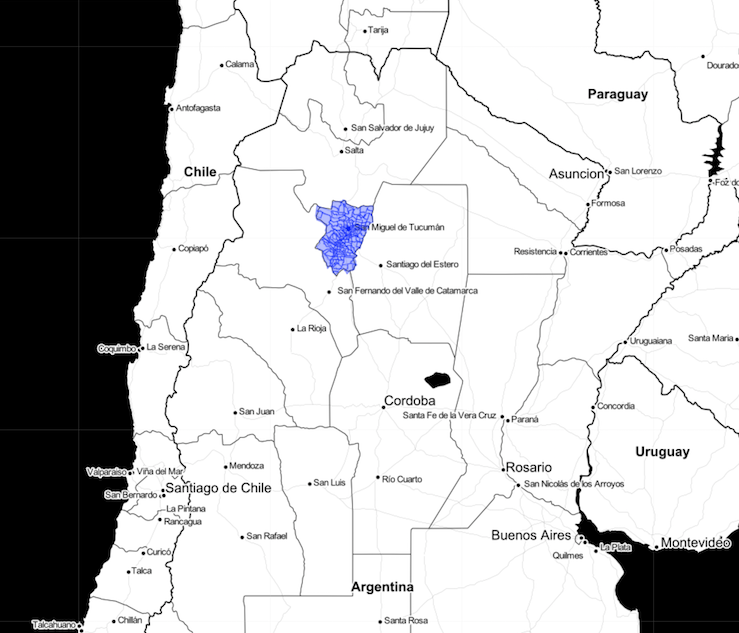 Tarija
Calama
Dourado
Paraguay
Antofagasta
San Salvador de Jujuy
Salta
Chile
Asuncion
San Lorenzo
Foz do
Formosa
San Miguel de Tucumán
Copiapó
Resistencia
Corrientes
Posadas
Santiago del Estero
San Fernando del Valle de Catamarca
La Rioja
Uruguaiana
Santa Maria
Coquimbo
La Serena
Cordoba
San Juan
Santa Fe de la Vera Cruz
Paraná
Concordia
Uruguay
Mendoza
Rosario
Valparaiso
Viña del Mar
San Luis
Río Cuarto
San Nicolás de los Arroyos
Santiago de Chile
San Bernardo
La Pintana
Rancagua
San Rafael
Buenos Aires
La Plata
Montevideo
Quilmes
Curicó
Talca
Argentina
Chillán
Talcahuano
Santa Rosa